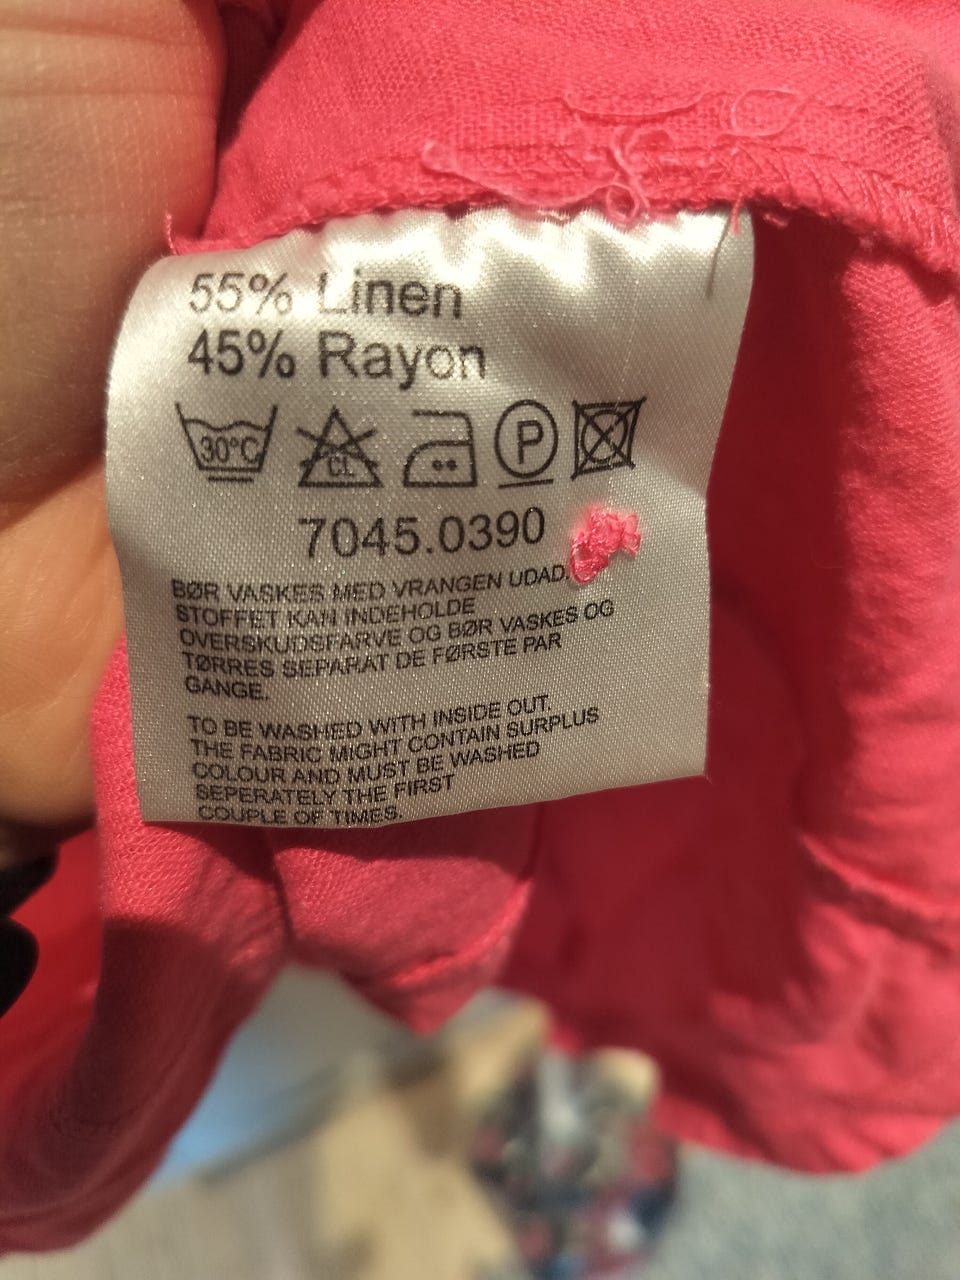 55% Linen
45% Rayon
30°C CL P
7045.0390
BØR VASKES MED VRANGEN UDAD.
STOFFET KAN INDEHOLDE
OVERSKUDSFARVE OG BØR VASKES OG
TØRRES SEPARAT DE FØRSTE PAR
GANGE.
TO BE WASHED WITH INSIDE OUT.
THE FABRIC MIGHT CONTAIN SURPLUS
COLOUR AND MUST BE WASHED
SEPERATELY THE FIRST
COUPLE OF TIMES.